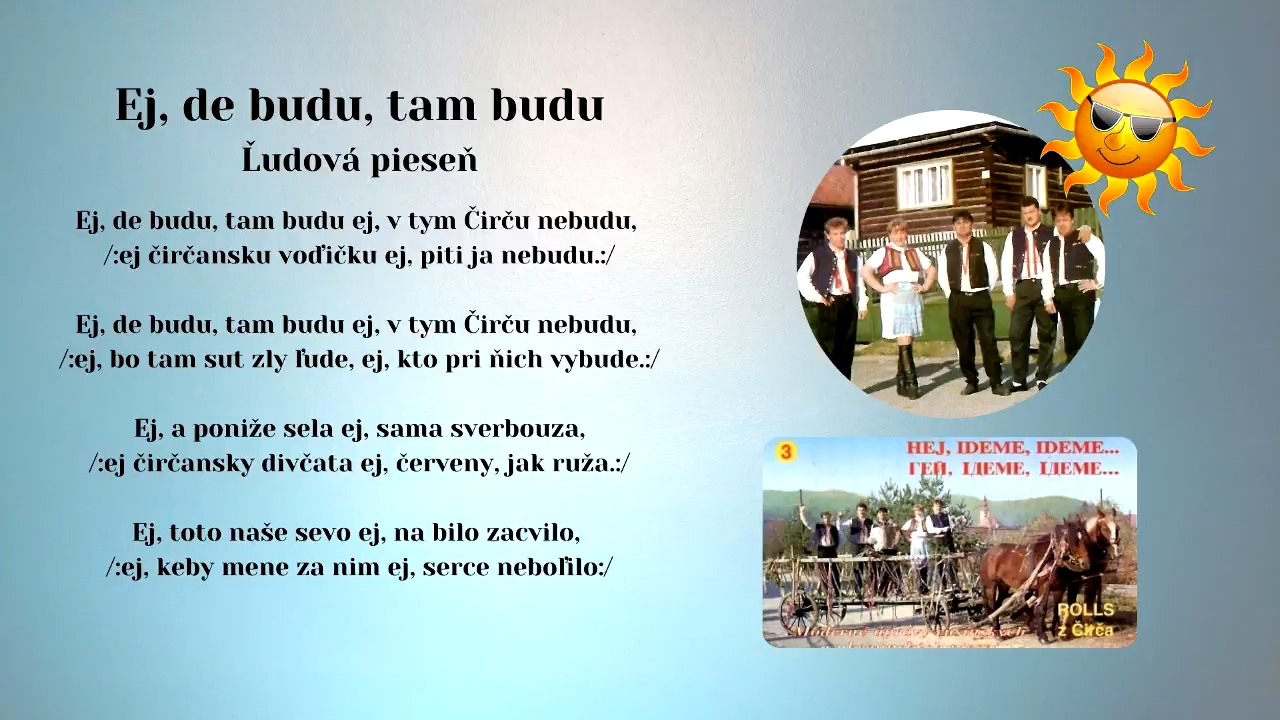 Ej, de budu, tam budu
Ľudová pieseň
Ej, de budu, tam budu ej, v tym Čirču nebudu,
/:ej čirčansku voďičku ej, piti ja nebudu.:/
Ej, de budu, tam budu ej, v tym Čirču nebudu,
/:ej, bo tam sut zly ľude, ej, kto pri ňich vybude.:/
Ej, a poniže sela ej, sama sverbouza,
/:ej čirčansky divčata ej, červeny, jak ruža.:/
Ej, toto naše sevo ej, na bilo zacvilo,
/:ej, keby mene za nim ej, serce neboľilo:/
3
HEJ, IDEME, IDEME...
ГЕЙ, ІДЕМЕ, ІДЕМЕ...
ROLLS
z Čirča